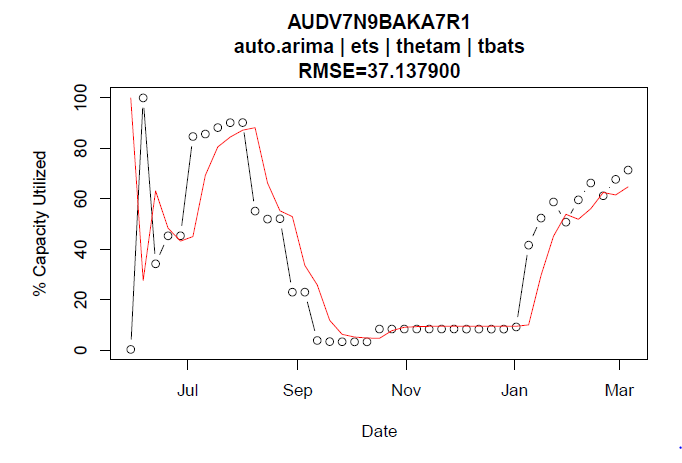 AUDV7N9BAKA7R1
auto.arima | ets | thetam | tbats
RMSE=37.137900
% Capacity Utilized
100
80
60
40
20
0
Jul Sep Nov Jan Mar
Date